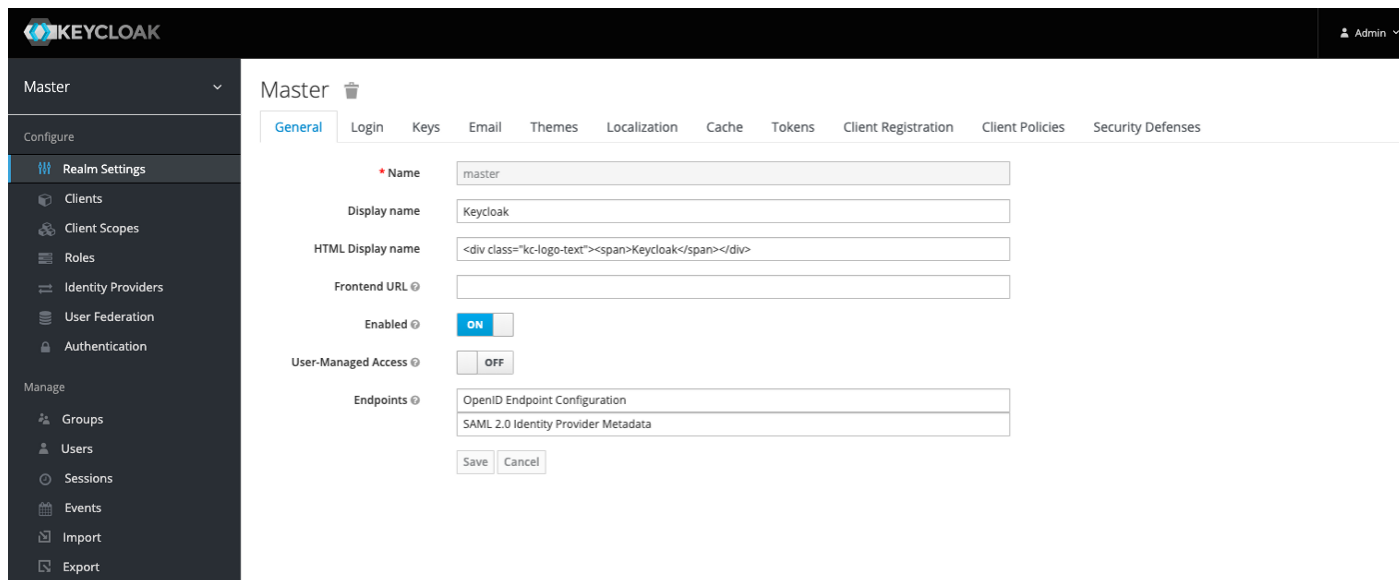 KEYCLOAK
Admin
Master
Configure
Realm Settings
Clients
Client Scopes
Roles
Identity Providers
User Federation
Authentication
Manage
Groups
Users
Sessions
Events
Import
Export
Master
General Login Keys Email Themes Localization Cache Tokens Client Registration Client Policies Security Defenses
* Name master
Display name Keycloak
HTML Display name <div class="kc-logo-text"><span>Keycloak</span></div>
Frontend URL
Enabled ON
User-Managed Access OFF
Endpoints OpenID Endpoint Configuration
SAML 2.0 Identity Provider Metadata
Save Cancel